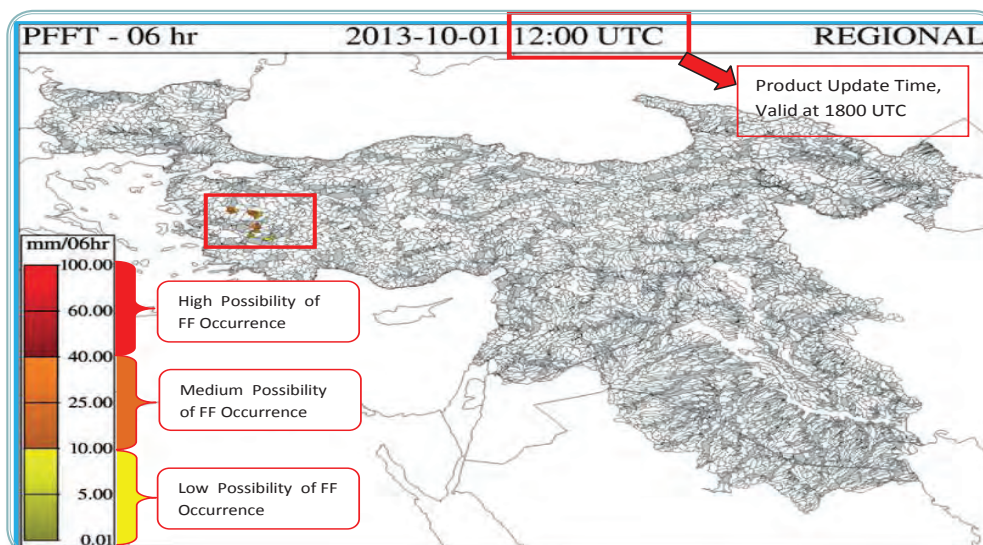 PFFT - 06 hr 2013-10-01 12:00 UTC REGIONAL
Product Update Time,
Valid at 1800 UTC
mm/06hr
100.00
60.00
40.00
25.00
10.00
5.00
0.01
High Possibility of
FF Occurrence
Medium Possibility
of FF Occurrence
Low Possibility of FF
Occurrence